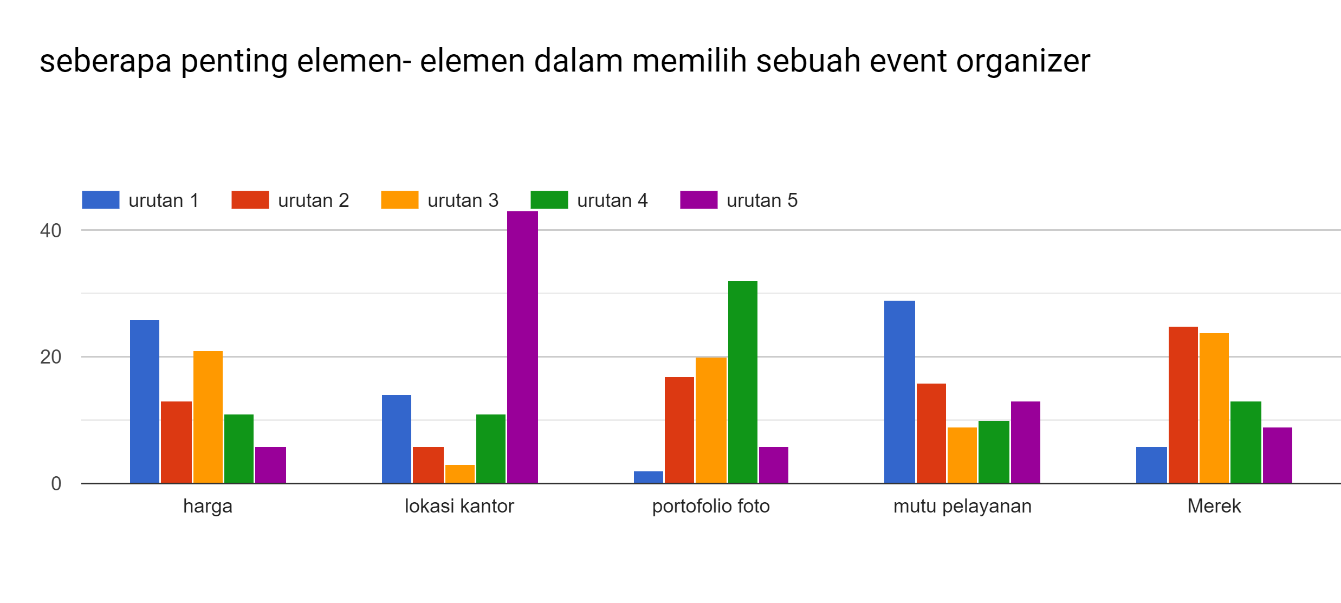 seberapa penting elemen- elemen dalam memilih sebuah event organizer
urutan 1 urutan 2 urutan 3 urutan 4 urutan 5
40
20
0
harga lokasi kantor portofolio foto mutu pelayanan Merek